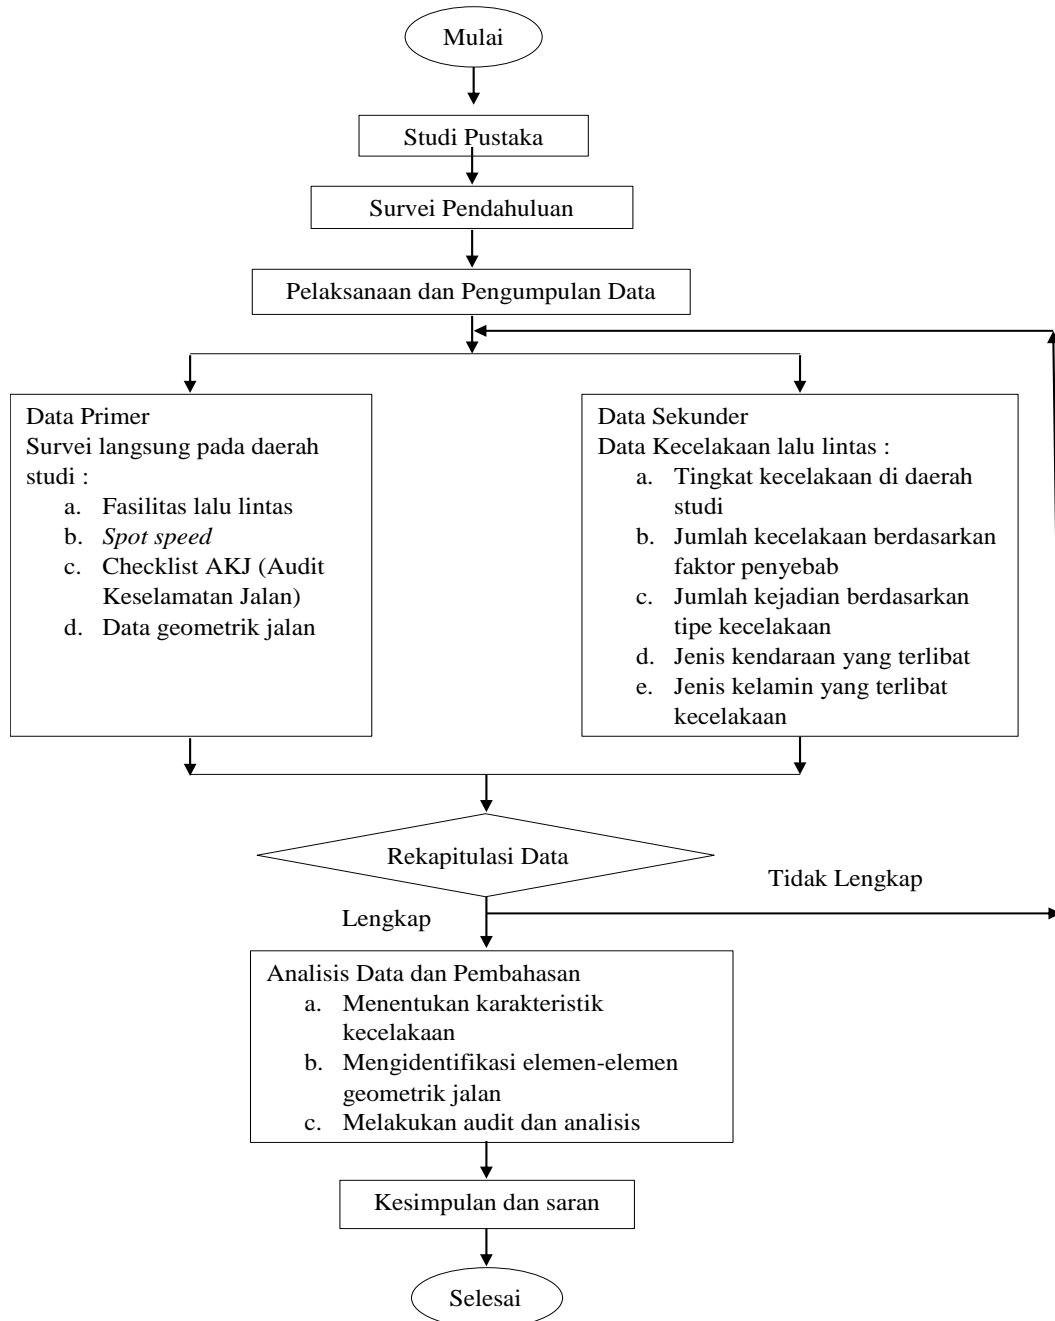 Mulai
Studi Pustaka
Survei Pendahuluan
Pelaksanaan dan Pengumpulan Data
Data Primer
Survei langsung pada daerah
studi :
a. Fasilitas lalu lintas
b. Spot speed
c. Checklist AKJ (Audit
Keselamatan Jalan)
d. Data geometrik jalan
Data Sekunder
Data Kecelakaan lalu lintas :
a. Tingkat kecelakaan di daerah
studi
b. Jumlah kecelakaan berdasarkan
faktor penyebab
c. Jumlah kejadian berdasarkan
tipe kecelakaan
d. Jenis kendaraan yang terlibat
e. Jenis kelamin yang terlibat
kecelakaan
Rekapitulasi Data
Tidak Lengkap
Lengkap
Analisis Data dan Pembahasan
a. Menentukan karakteristik
kecelakaan
b. Mengidentifikasi elemen-elemen
geometrik jalan
c. Melakukan audit dan analisis
Kesimpulan dan saran
Selesai